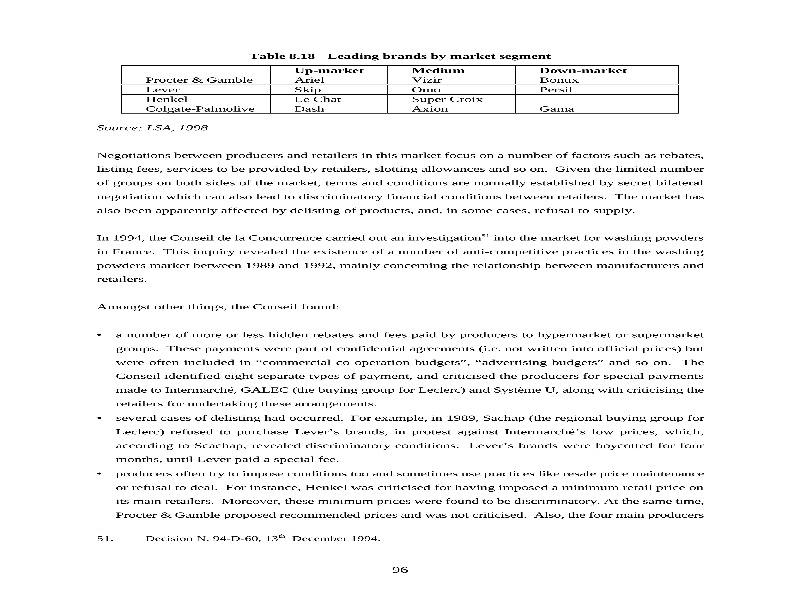 Table 8.18 Leading brands by market segment
Up-market Medium Down-market
Procter & Gamble Ariel Vizir Bonux
Lever Skip Omo Persil
Henkel Le Chat Super Croix
Colgate-Palmolive Dash Axion Gama
Source: LSA, 1998
Negotiations between producers and retailers in this market focus on a number of factors such as rebates,
listing fees, services to be provided by retailers, slotting allowances and so on. Given the limited number
of groups on both sides of the market, terms and conditions are normally established by secret bilateral
negotiation which can also lead to discriminatory financial conditions between retailers. The market has
also been apparently affected by delisting of products, and, in some cases, refusal to supply.
In 1994, the Conseil de la Concurrence carried out an investigation51 into the market for washing powders
in France. This inquiry revealed the existence of a number of anti-competitive practices in the washing
powders market between 1989 and 1992, mainly concerning the relationship between manufacturers and
retailers.
Amongst other things, the Conseil found:
• a number of more or less hidden rebates and fees paid by producers to hypermarket or supermarket
groups. These payments were part of confidential agreements (i.e. not written into official prices) but
were often included in “commercial co-operation budgets”, “advertising budgets” and so on. The
Conseil identified eight separate types of payment, and criticised the producers for special payments
made to Intermarché, GALEC (the buying group for Leclerc) and Système U, along with criticising the
retailers for undertaking these arrangements.
• several cases of delisting had occurred. For example, in 1989, Scachap (the regional buying group for
Leclerc) refused to purchase Lever’s brands, in protest against Intermarché’s low prices, which,
according to Scachap, revealed discriminatory conditions. Lever’s brands were boycotted for four
months, until Lever paid a special fee.
• producers often try to impose conditions too and sometimes use practices like resale price maintenance
or refusal to deal. For instance, Henkel was criticised for having imposed a minimum retail price on
its main retailers. Moreover, these minimum prices were found to be discriminatory. At the same time,
Procter & Gamble proposed recommended prices and was not criticised. Also, the four main producers
51. Decision N. 94-D-60, 13th December 1994.
96